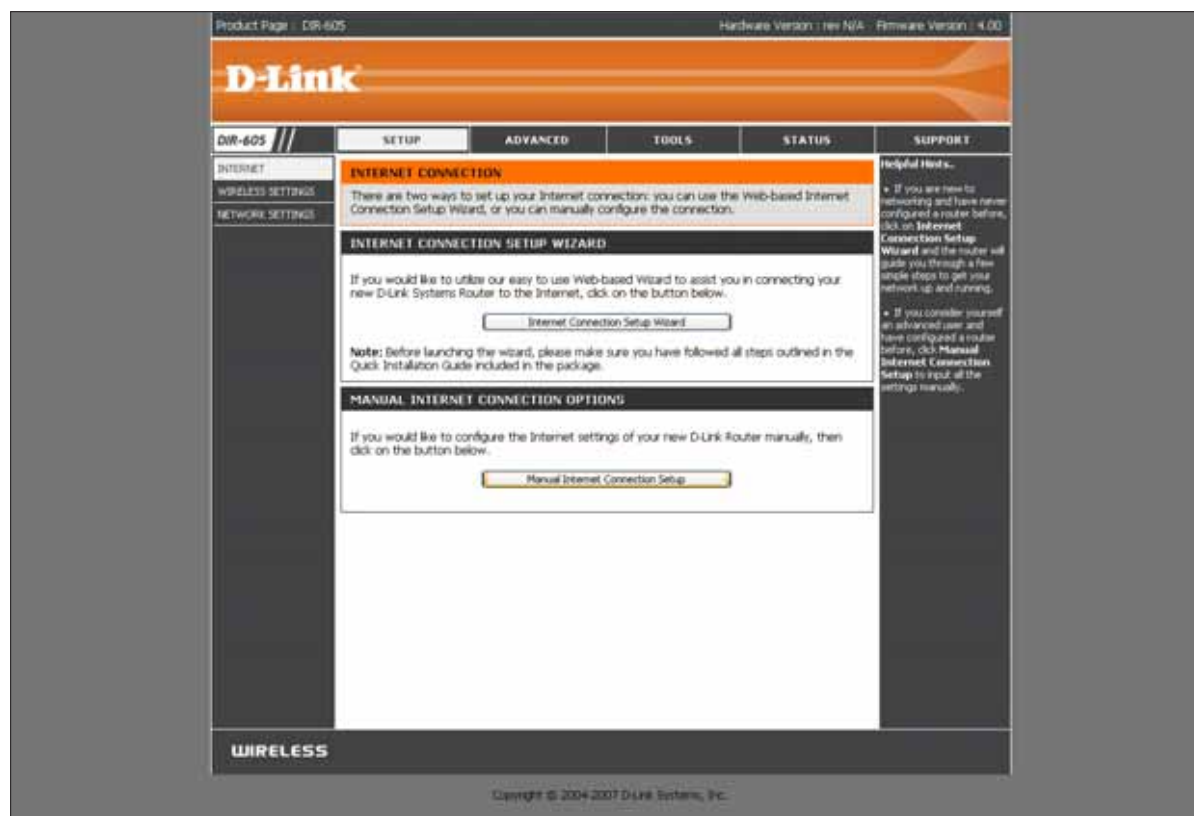 Product Page : DIR-605
Hardware Version : rev N/A
Firmware Version : 4.00
D-Link
DIR-605
SETUP
ADVANCED
TOOLS
STATUS
SUPPORT
INTERNET
WIRELESS SETTINGS
NETWORK SETTINGS
INTERNET CONNECTION
There are two ways to set up your Internet connection: you can use the Web-based Internet
Connection Setup Wizard, or you can manually configure the connection.
INTERNET CONNECTION SETUP WIZARD
If you would like to utilize our easy to use Web-based Wizard to assist you in connecting your
new D-Link Systems Router to the Internet, click on the button below.
Internet Connection Setup Wizard
Note: Before launching the wizard, please make sure you have followed all steps outlined in the
Quick Installation Guide included in the package.
MANUAL INTERNET CONNECTION OPTIONS
If you would like to configure the Internet settings of your new D-Link Router manually, then
click on the button below.
Manual Internet Connection Setup
Helpful Hints..
• If you are new to
networking and have never
configured a router before,
click on Internet
Connection Setup
Wizard and the router will
guide you through a few
simple steps to get your
network up and running.
• If you consider yourself
an advanced user and
have configured a router
before, click Manual
Internet Connection
Setup to input all the
settings manually.
WIRELESS
Copyright © 2004-2007 D-Link Systems, Inc.